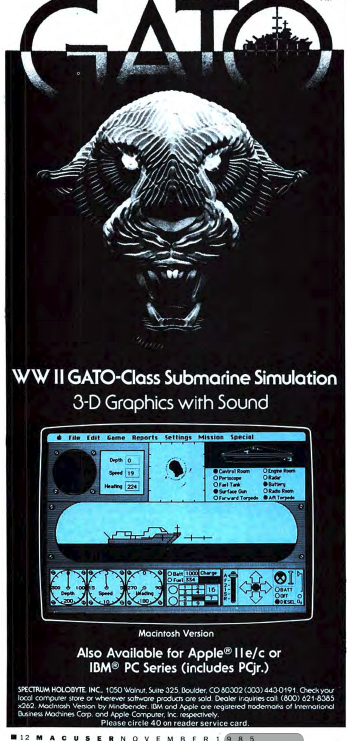 GATO
WW II GATO-Class Submarine Simulation
3-D Graphics with Sound
File Edit Game Reports Settings Mission Special
Depth 0
Speed 19
Heading 224
Control Room Engine Room
Periscope Radar
Fuel Tank Battery
Surface Gun Radio Room
Forward Torpedo Aft Torpedo
Batt 1000 Charge
Fuel 334
16
BATT
OFF
DIESEL
Depth
200
Speed
10
Heading
180
Macintosh Version
Also Available for Apple® IIe/c or
IBM® PC Series (includes PCjr.)
SPECTRUM HOLOBYTE, INC., 1050 Walnut, Suite 325, Boulder, CO 80302 (303) 443-0191. Check your
local computer store or wherever software products are sold. Dealer inquiries call: (800) 621-8385
x262. Macintosh Version by Mindbender. IBM and Apple are registered trademarks of International
Business Machines Corp. and Apple Computer, Inc. respectively.
Please circle 40 on reader service card.
12 MACUSER NOVEMBER 1985